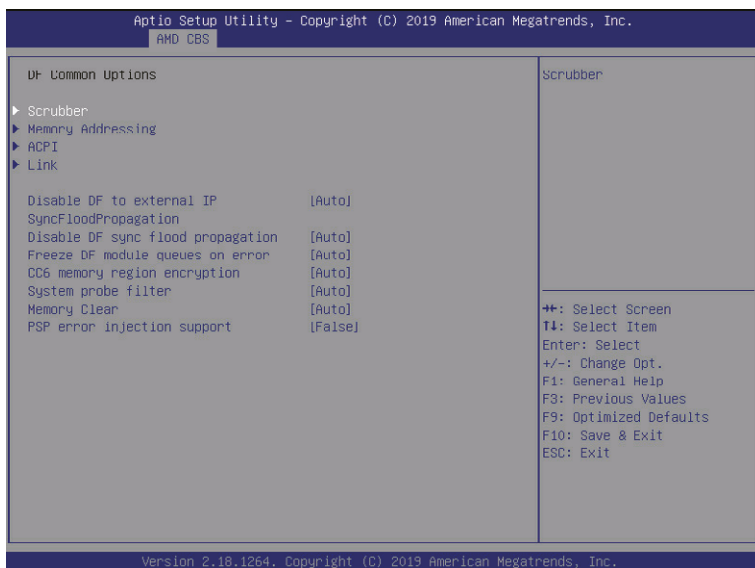 Aptio Setup Utility – Copyright (C) 2019 American Megatrends, Inc.
AMD CBS
DF Common Options
Scrubber
Memory Addressing
ACPI
Link
Disable DF to external IP [Auto]
SyncFloodPropagation
Disable DF sync flood propagation [Auto]
Freeze DF module queues on error [Auto]
CC6 memory region encryption [Auto]
System probe filter [Auto]
Memory Clear [Auto]
PSP error injection support [False]
Scrubber
→←: Select Screen
↑↓: Select Item
Enter: Select
+/-: Change Opt.
F1: General Help
F3: Previous Values
F9: Optimized Defaults
F10: Save & Exit
ESC: Exit
Version 2.18.1264. Copyright (C) 2019 American Megatrends, Inc.